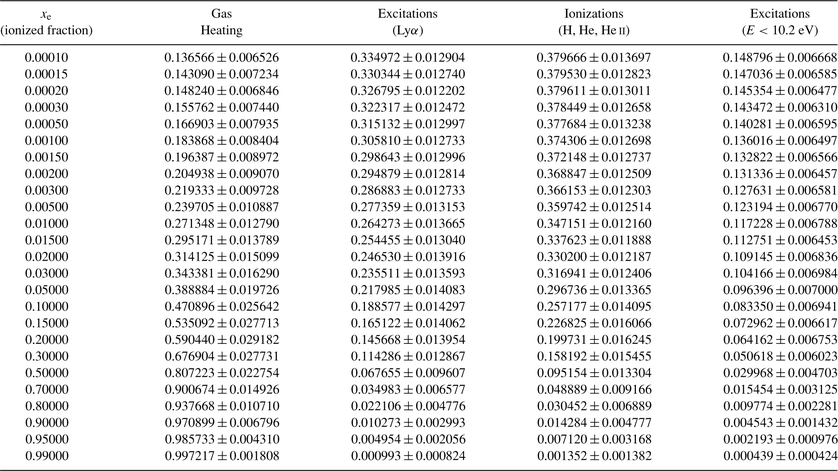 xe Gas Excitations Ionizations Excitations
(ionized fraction) Heating (Lyα) (H, He, He II) (E < 10.2 eV)
0.00010 0.136566 ± 0.006526 0.334972 ± 0.012904 0.379666 ± 0.013697 0.148796 ± 0.006668
0.00015 0.143090 ± 0.007234 0.330344 ± 0.012740 0.379530 ± 0.012823 0.147036 ± 0.006585
0.00020 0.148240 ± 0.006846 0.326795 ± 0.012202 0.379611 ± 0.013011 0.145354 ± 0.006477
0.00030 0.155762 ± 0.007440 0.322317 ± 0.012472 0.378449 ± 0.012658 0.143472 ± 0.006310
0.00050 0.166903 ± 0.007935 0.315132 ± 0.012997 0.377684 ± 0.013238 0.140281 ± 0.006595
0.00100 0.183868 ± 0.008404 0.305810 ± 0.012733 0.374306 ± 0.012698 0.136016 ± 0.006497
0.00150 0.196387 ± 0.008972 0.298643 ± 0.012996 0.372148 ± 0.012737 0.132822 ± 0.006566
0.00200 0.204938 ± 0.009070 0.294879 ± 0.012814 0.368847 ± 0.012509 0.131336 ± 0.006457
0.00300 0.219333 ± 0.009728 0.286883 ± 0.012733 0.366153 ± 0.012303 0.127631 ± 0.006581
0.00500 0.239705 ± 0.010887 0.277359 ± 0.013153 0.359742 ± 0.012514 0.123194 ± 0.006770
0.01000 0.271348 ± 0.012790 0.264273 ± 0.013665 0.347151 ± 0.012160 0.117228 ± 0.006788
0.01500 0.295171 ± 0.013789 0.254455 ± 0.013040 0.337623 ± 0.011888 0.112751 ± 0.006453
0.02000 0.314125 ± 0.015099 0.246530 ± 0.013916 0.330200 ± 0.012187 0.109145 ± 0.006836
0.03000 0.343381 ± 0.016290 0.235511 ± 0.013593 0.316941 ± 0.012406 0.104166 ± 0.006984
0.05000 0.388884 ± 0.019726 0.217985 ± 0.014083 0.296736 ± 0.013365 0.096396 ± 0.007000
0.10000 0.470896 ± 0.025642 0.188577 ± 0.014297 0.257177 ± 0.014095 0.083350 ± 0.006941
0.15000 0.535092 ± 0.027713 0.165122 ± 0.014062 0.226825 ± 0.016066 0.072962 ± 0.006617
0.20000 0.590440 ± 0.029182 0.145668 ± 0.013954 0.199731 ± 0.016245 0.064162 ± 0.006753
0.30000 0.676904 ± 0.027731 0.114286 ± 0.012867 0.158192 ± 0.015455 0.050618 ± 0.006023
0.50000 0.807223 ± 0.022754 0.067655 ± 0.009607 0.095154 ± 0.013304 0.029968 ± 0.004703
0.70000 0.900674 ± 0.014926 0.034983 ± 0.006577 0.048889 ± 0.009166 0.015454 ± 0.003125
0.80000 0.937668 ± 0.010710 0.022106 ± 0.004776 0.030452 ± 0.006889 0.009774 ± 0.002281
0.90000 0.970899 ± 0.006796 0.010273 ± 0.002993 0.014284 ± 0.004777 0.004543 ± 0.001432
0.95000 0.985733 ± 0.004310 0.004954 ± 0.002056 0.007120 ± 0.003168 0.002193 ± 0.000976
0.99000 0.997217 ± 0.001808 0.000993 ± 0.000824 0.001352 ± 0.001382 0.000439 ± 0.000424